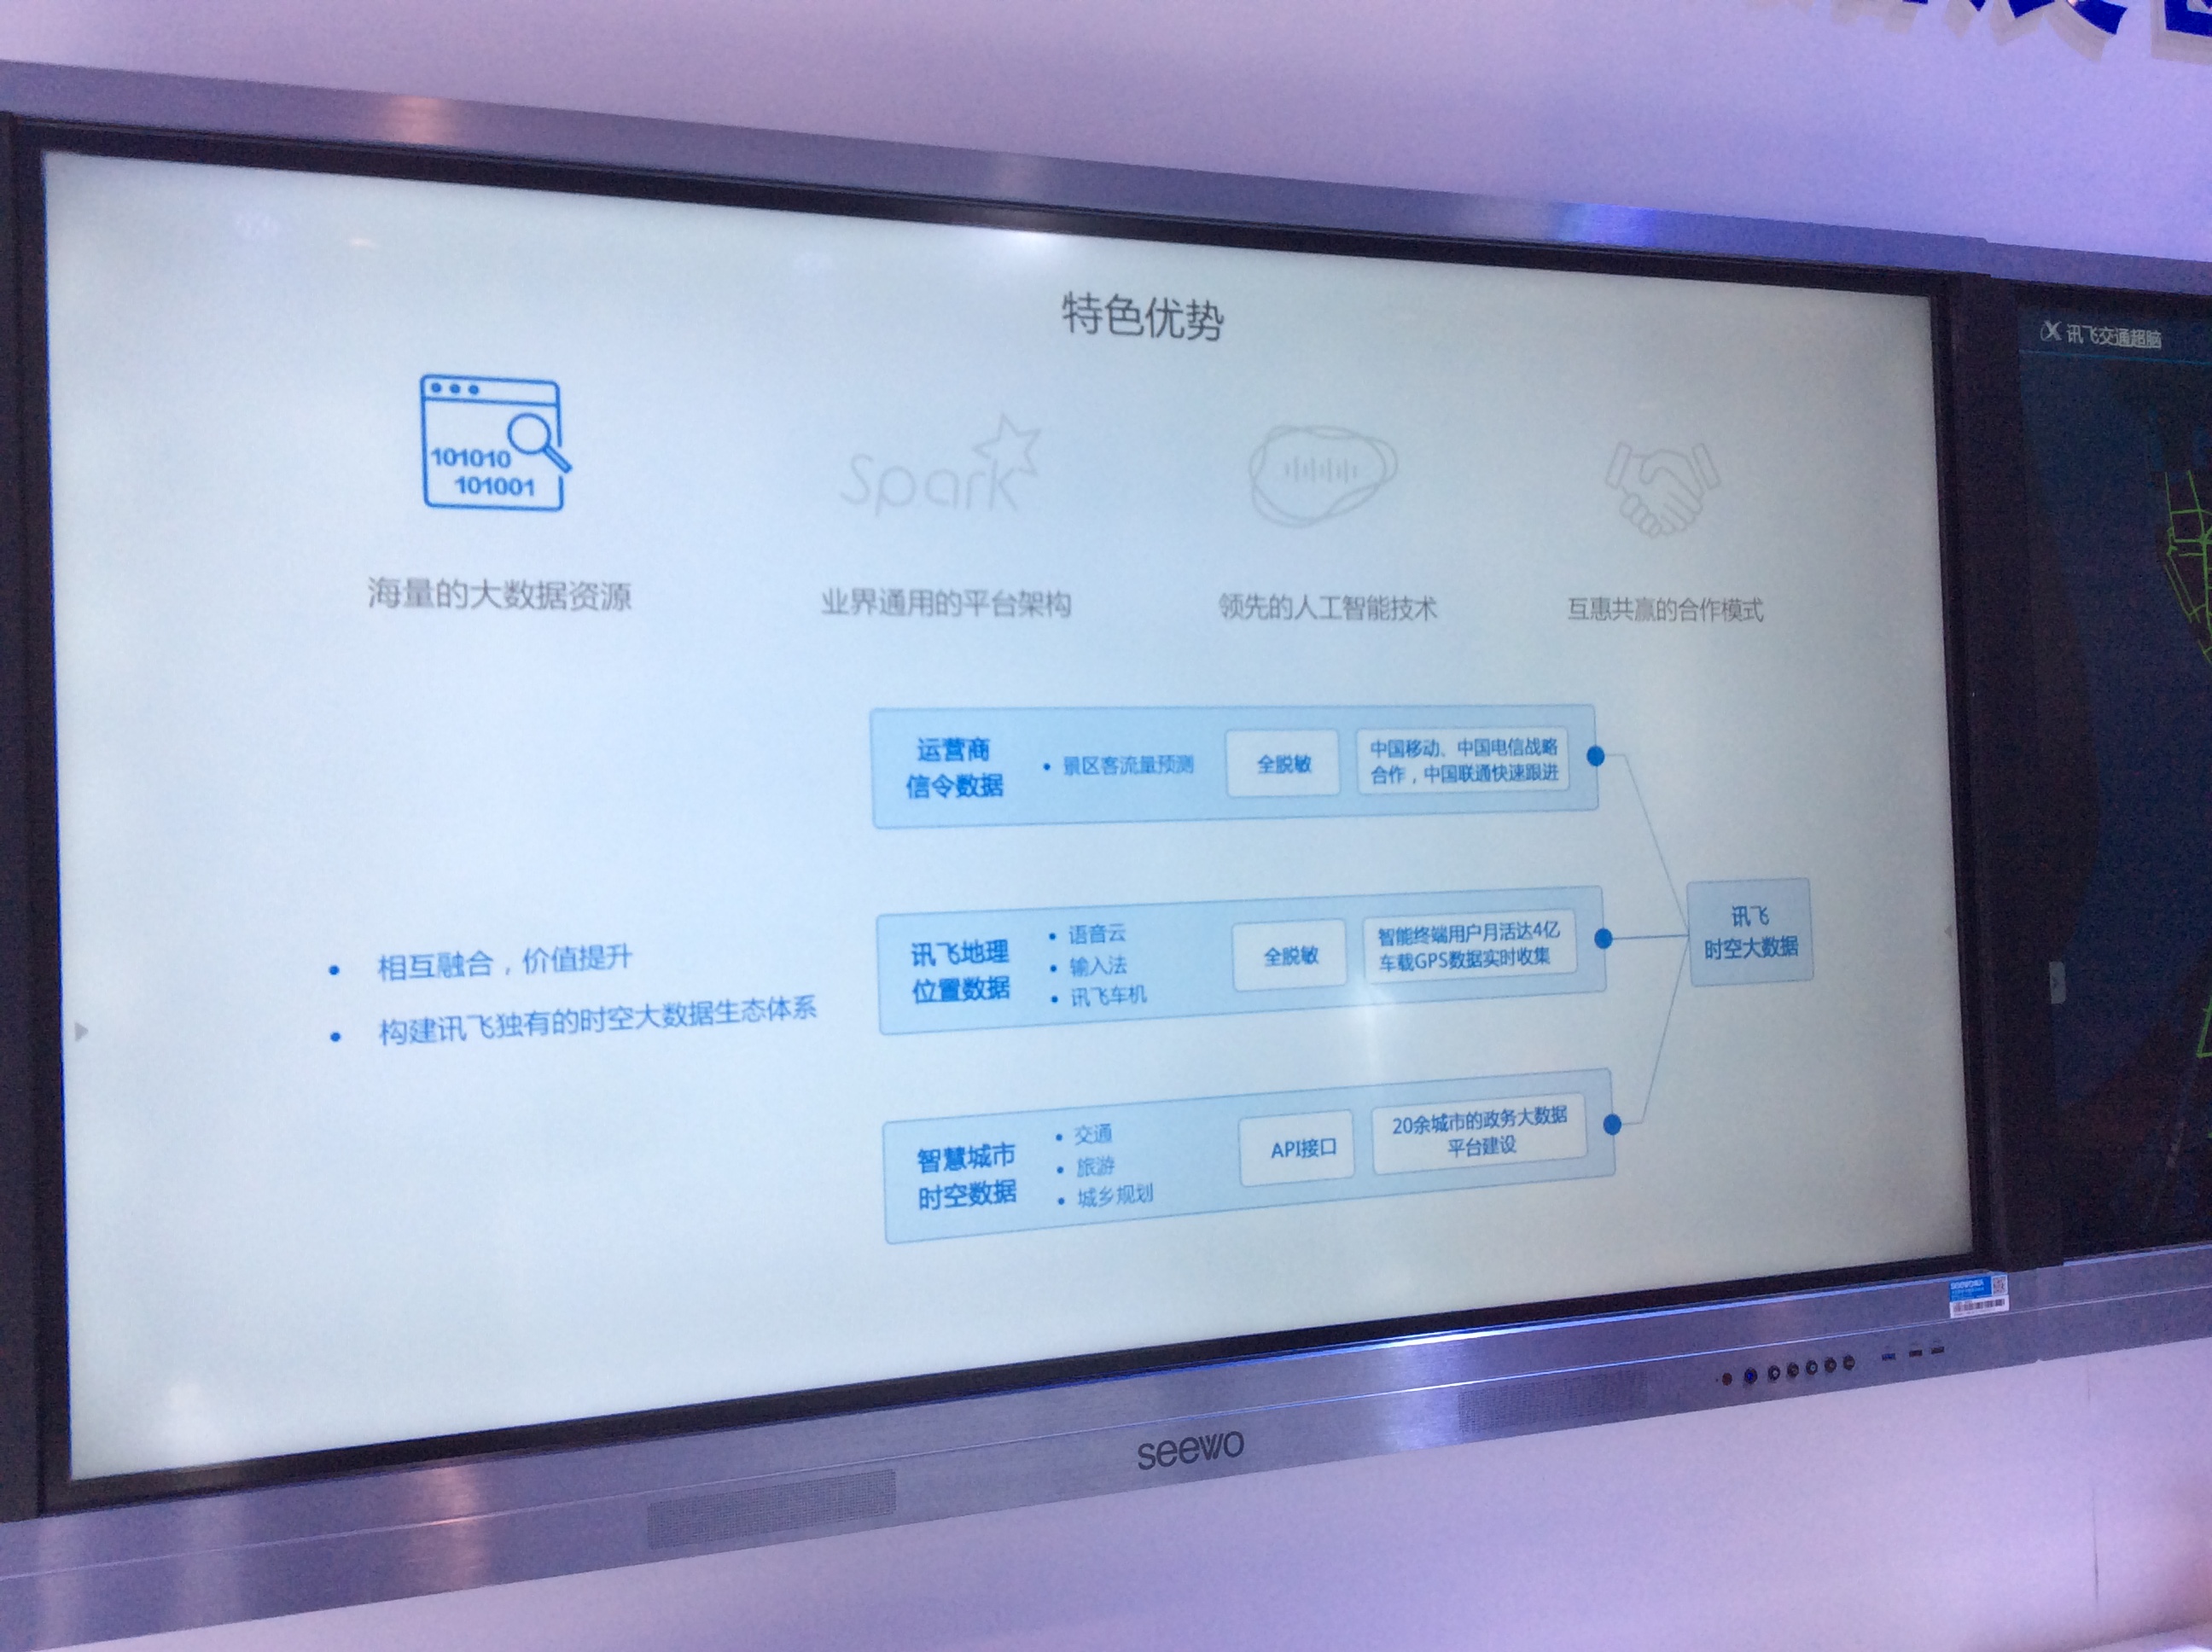 特色优势
讯飞交通超脑
101010
101001
Spark
海量的大数据资源
业界通用的平台架构
领先的人工智能技术
互惠共赢的合作模式
运营商
信令数据
• 景区客流量预测
全脱敏
中国移动、中国电信战略
合作，中国联通快速跟进
• 相互融合，价值提升
• 构建讯飞独有的时空大数据生态体系
讯飞地理
位置数据
• 语音云
• 输入法
• 讯飞车机
全脱敏
智能终端用户月活达4亿
车载GPS数据实时收集
讯飞
时空大数据
智慧城市
时空数据
• 交通
• 旅游
• 城乡规划
API接口
20余城市的政务大数据
平台建设
seewo